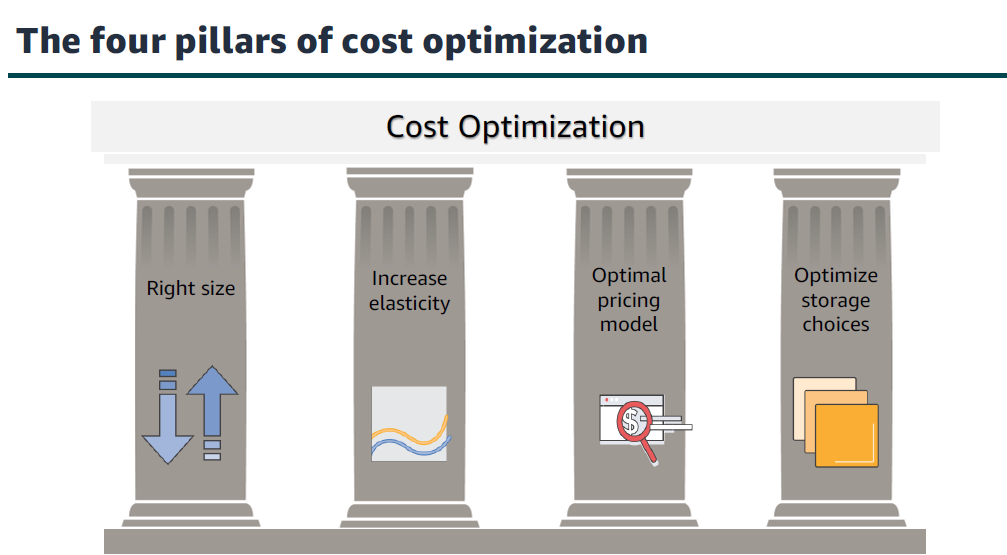 The four pillars of cost optimization
Cost Optimization
Right size
Increase
elasticity
Optimal
pricing
model
Optimize
storage
choices
$